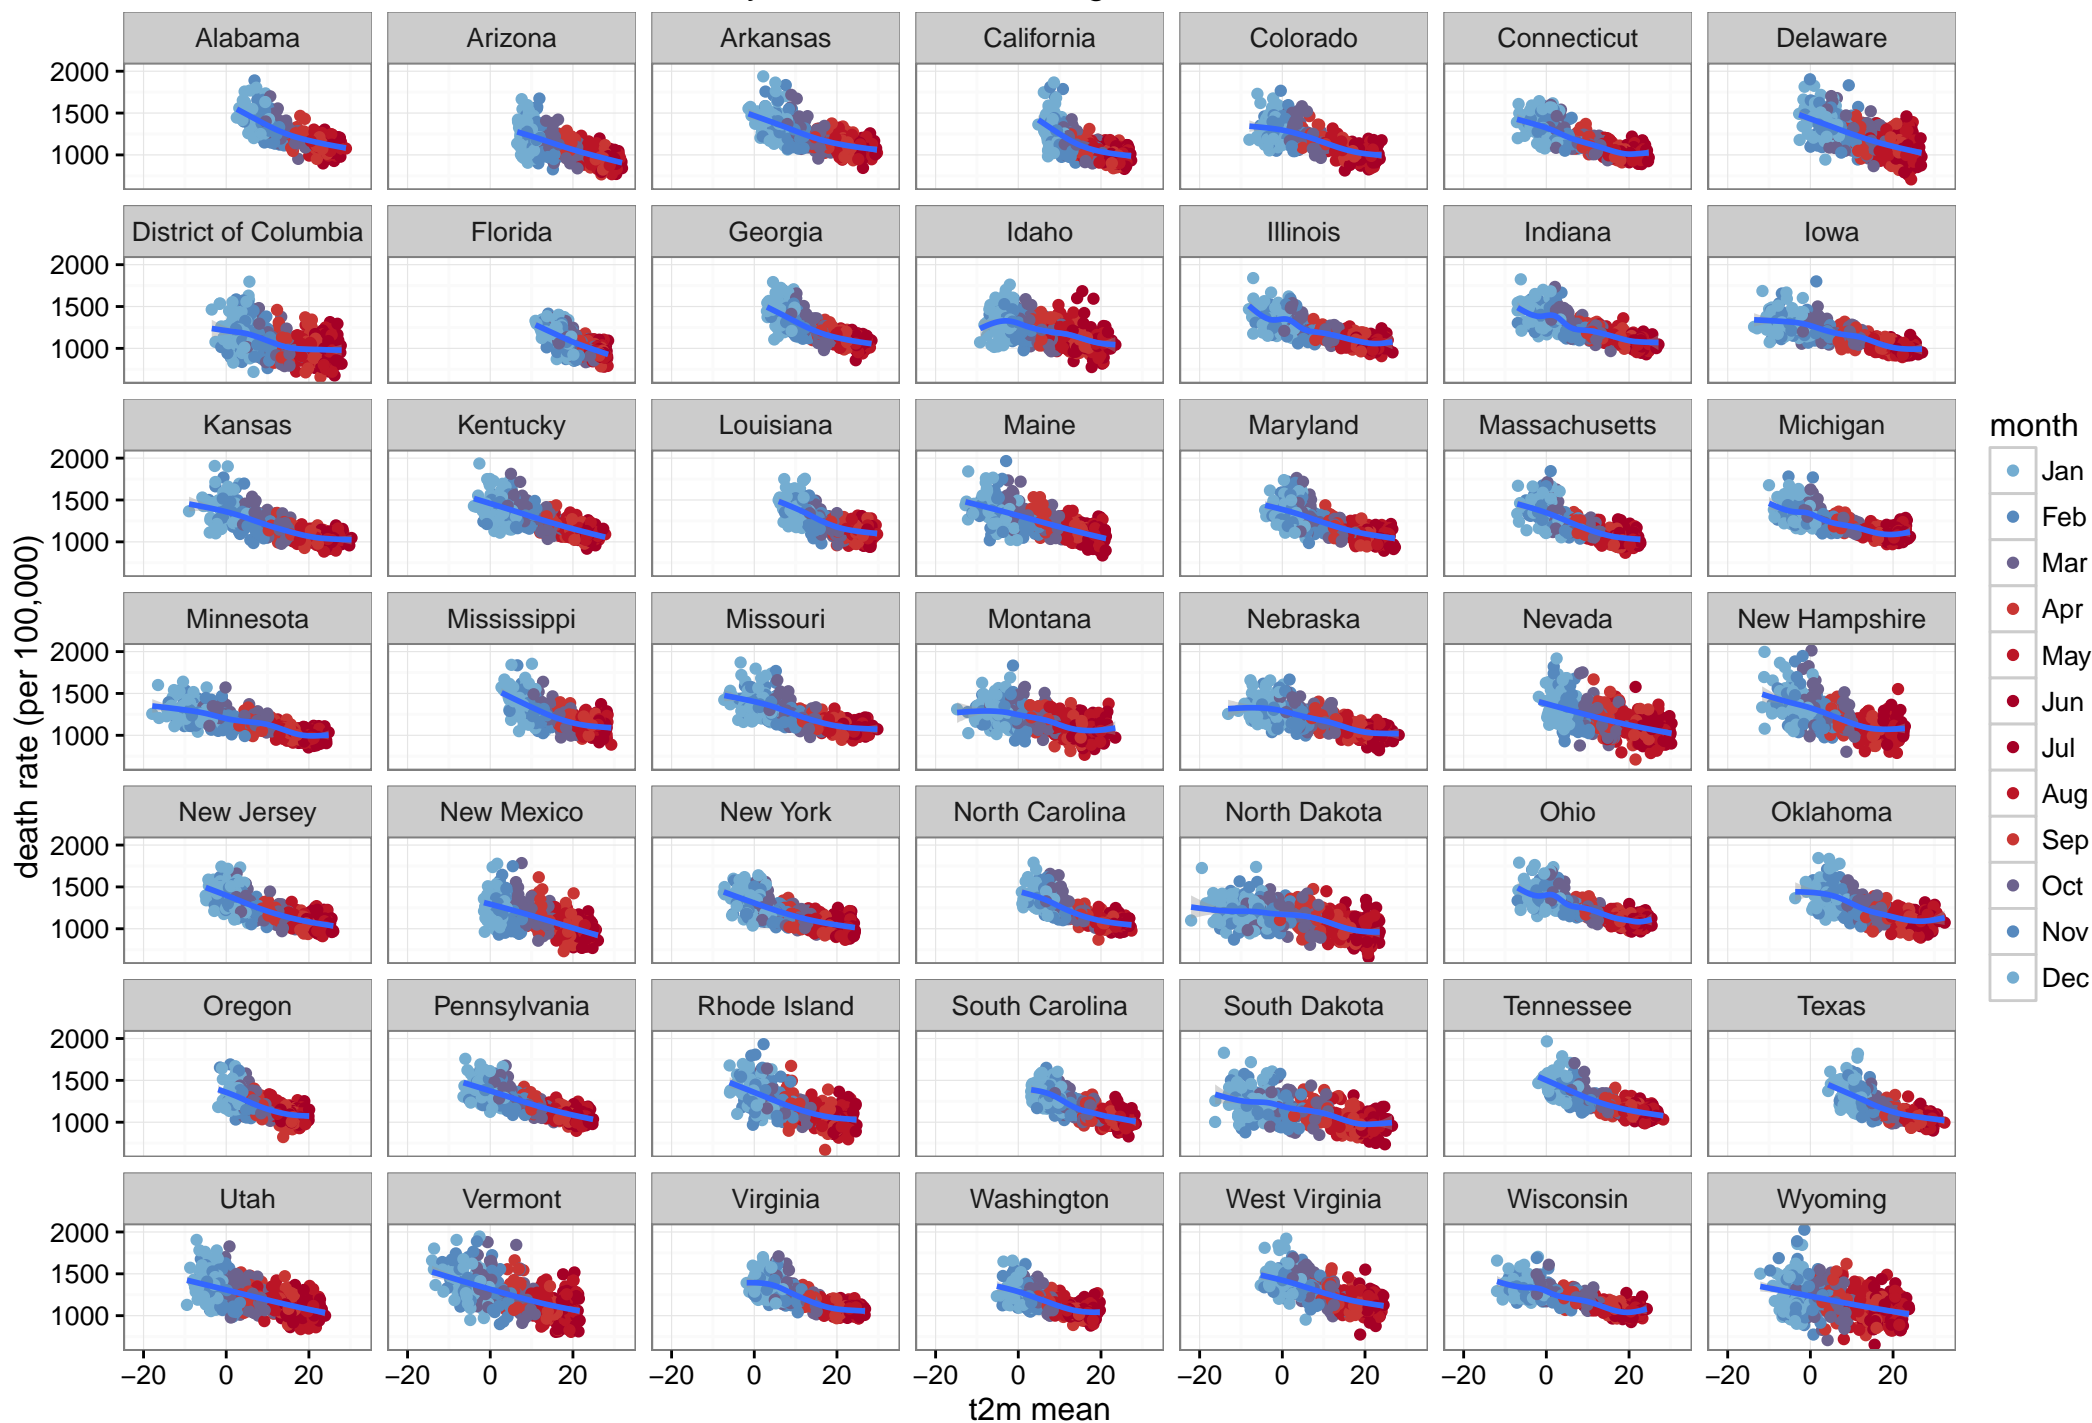 Alabama Arizona Arkansas California Colorado Connecticut Delaware
2000
1500
1000
District of Columbia Florida Georgia Idaho Illinois Indiana Iowa
2000
1500
1000
Kansas Kentucky Louisiana Maine Maryland Massachusetts Michigan
2000
1500
1000
Minnesota Mississippi Missouri Montana Nebraska Nevada New Hampshire
2000
1500
1000
New Jersey New Mexico New York North Carolina North Dakota Ohio Oklahoma
2000
1500
1000
Oregon Pennsylvania Rhode Island South Carolina South Dakota Tennessee Texas
2000
1500
1000
Utah Vermont Virginia Washington West Virginia Wisconsin Wyoming
2000
1500
1000
−20 0 20 −20 0 20 −20 0 20 −20 0 20 −20 0 20 −20 0 20 −20 0 20
t2m mean
death rate (per 100,000)
month
Jan
Feb
Mar
Apr
May
Jun
Jul
Aug
Sep
Oct
Nov
Dec